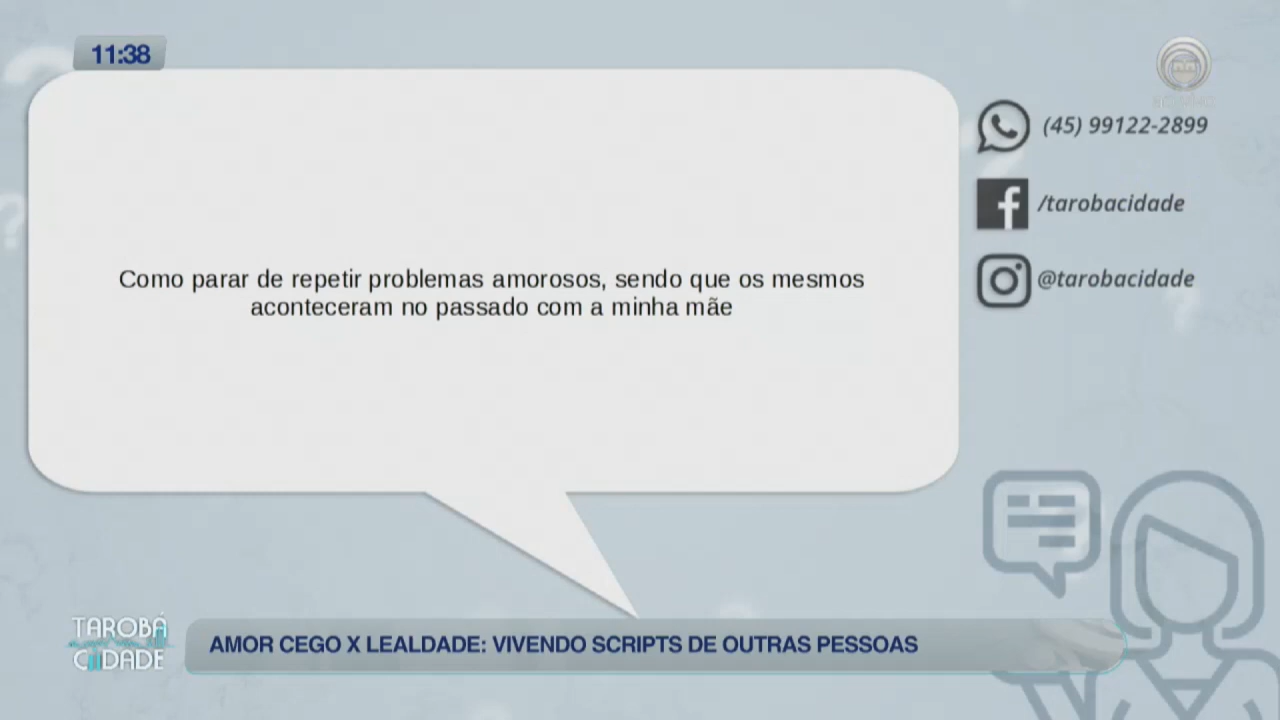 11:38
(45) 99122-2899
/tarobacidade
@tarobacidade
Como parar de repetir problemas amorosos, sendo que os mesmos
aconteceram no passado com a minha mãe
TAROBÁ
CIDADE
AMOR CEGO X LEALDADE: VIVENDO SCRIPTS DE OUTRAS PESSOAS